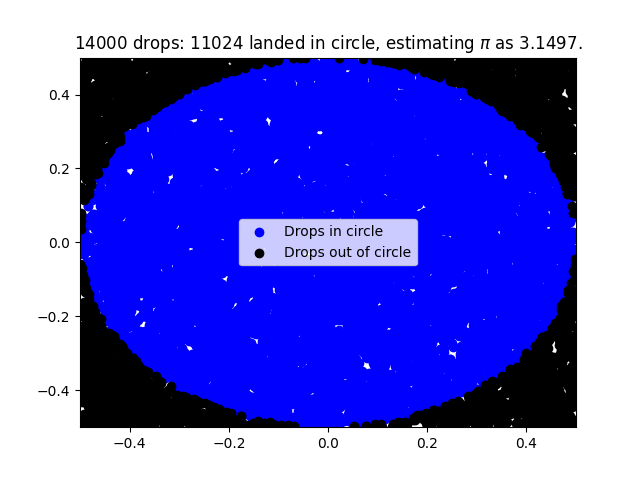 14000 drops: 11024 landed in circle, estimating π as 3.1497.
0.4
0.2
0.0
−0.2
−0.4
Drops in circle
Drops out of circle
−0.4 −0.2 0.0 0.2 0.4